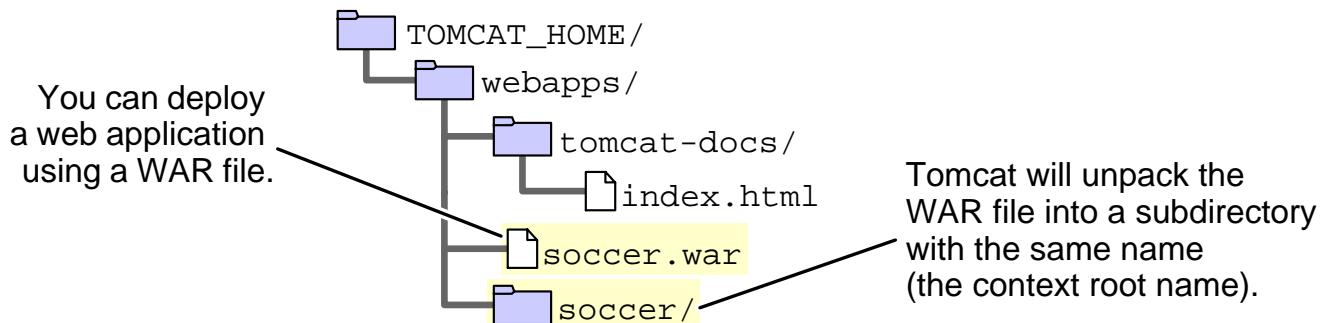 TOMCAT_HOME/
webapps/
You can deploy
a web application
using a WAR file.
tomcat-docs/
index.html
soccer.war
soccer/
Tomcat will unpack the
WAR file into a subdirectory
with the same name
(the context root name).